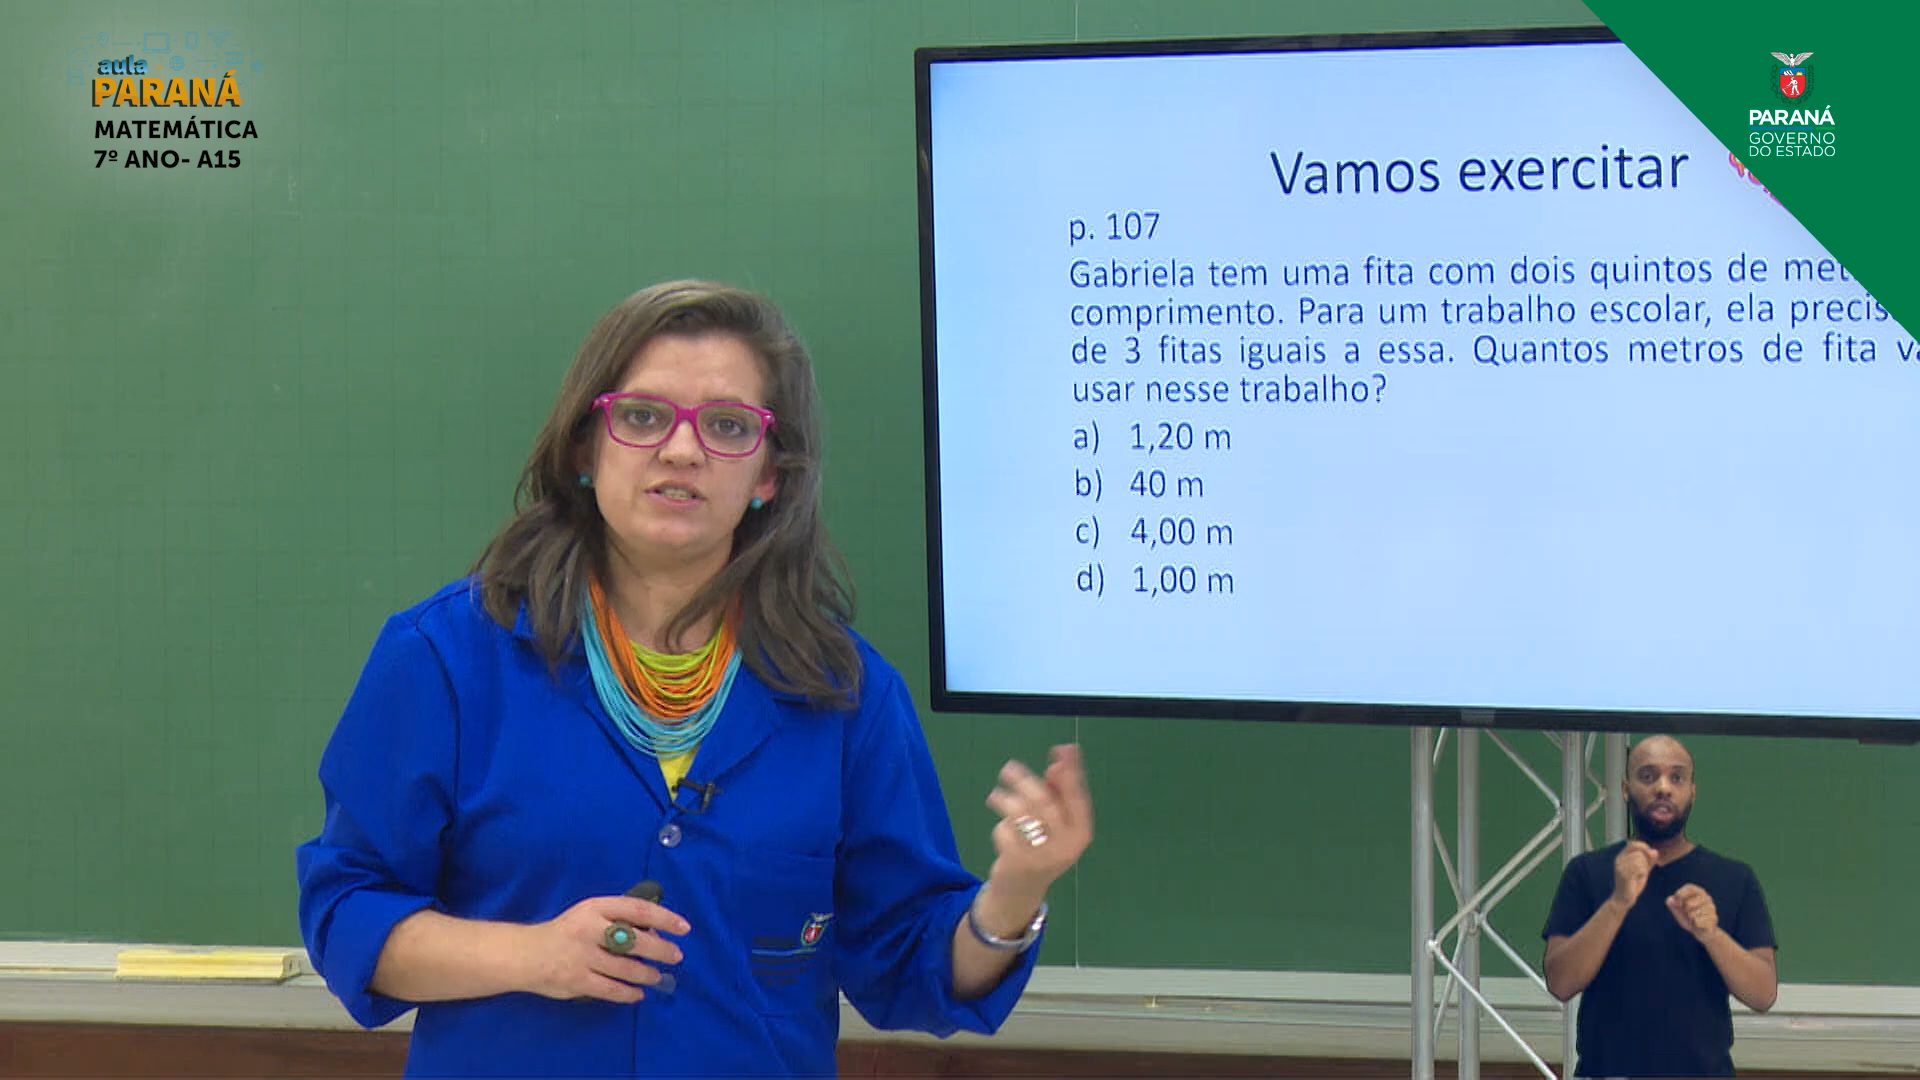 aula
PARANÁ
MATEMÁTICA
7º ANO- A15
PARANÁ
GOVERNO
DO ESTADO
Vamos exercitar
p. 107
Gabriela tem uma fita com dois quintos de
comprimento. Para um trabalho escolar, ela
de 3 fitas iguais a essa. Quantos metros de fita
usar nesse trabalho?
a) 1,20 m
b) 40 m
c) 4,00 m
d) 1,00 m